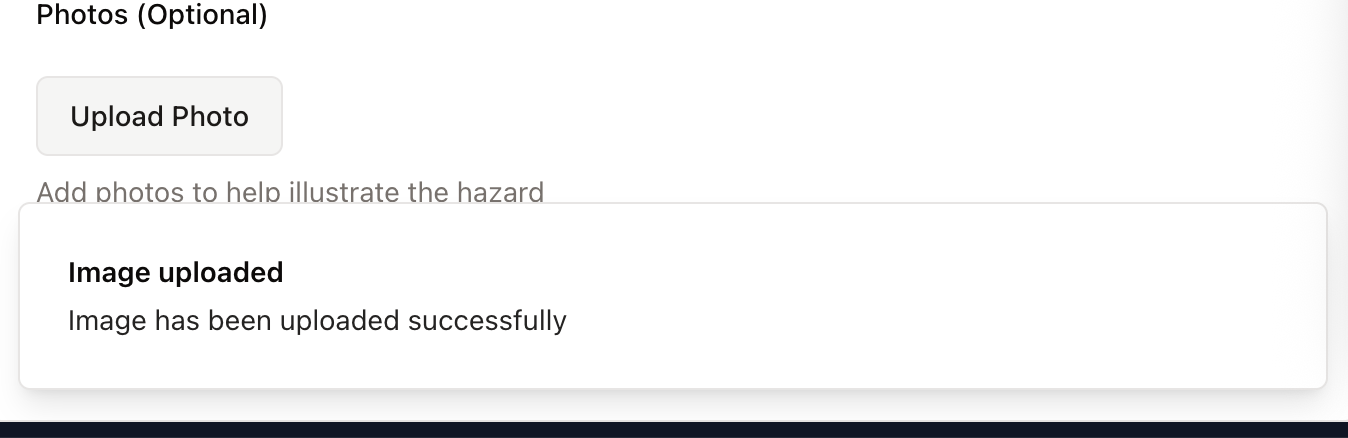 Photos (Optional)
Upload Photo
Add photos to help illustrate the hazard
Image uploaded
Image has been uploaded successfully